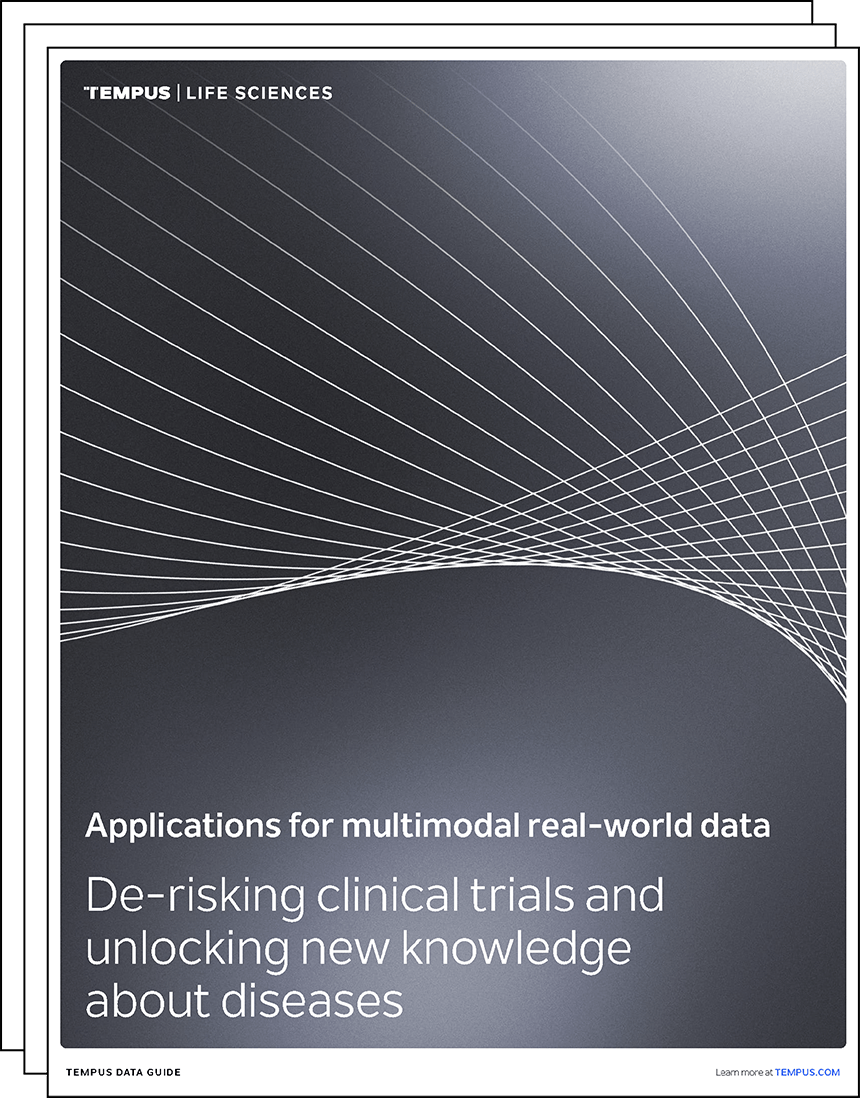 TEMPUS | LIFE SCIENCES
Applications for multimodal real-world data
De-risking clinical trials and
unlocking new knowledge
about diseases
TEMPUS DATA GUIDE
Learn more at TEMPUS.COM